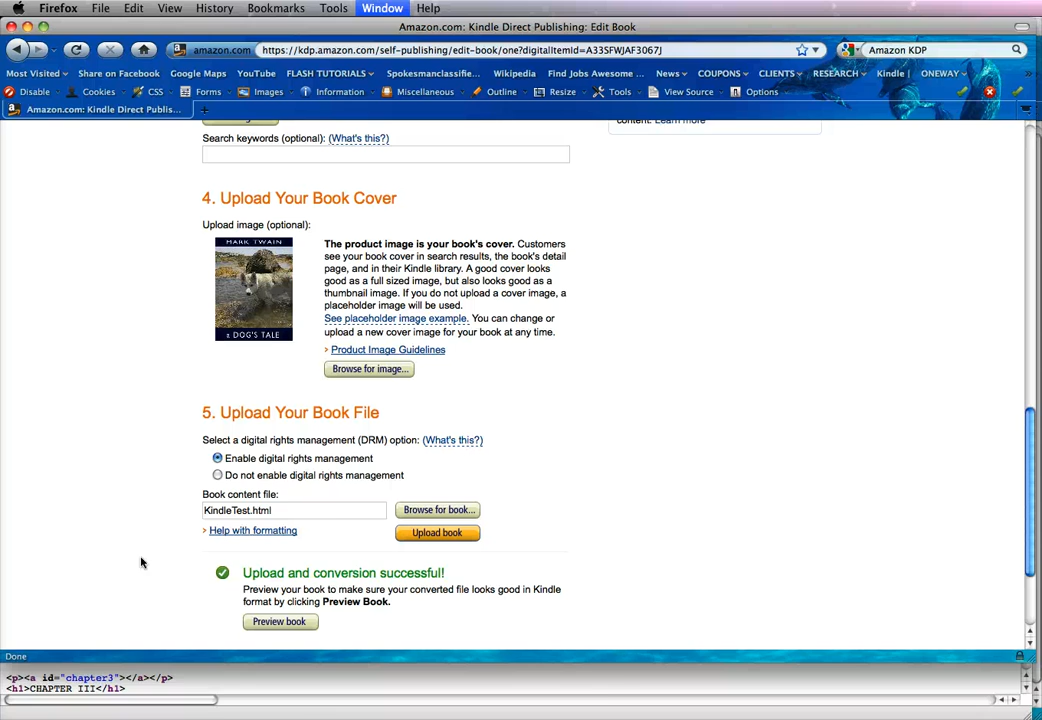 Firefox File Edit View History Bookmarks Tools Window Help
Amazon.com: Kindle Direct Publishing: Edit Book
amazon.com https://kdp.amazon.com/self-publishing/edit-book/one?digitalItemId=A33SFWJAF3067J Amazon KDP
Most Visited Share on Facebook Google Maps YouTube FLASH TUTORIALS Spokesmanclassifie... Wikipedia Find Jobs Awesome ... News COUPONS CLIENTS RESEARCH Kindle ONEWAY
Disable Cookies CSS Forms Images Information Miscellaneous Outline Resize Tools View Source Options
Amazon.com: Kindle Direct Publis...
content. Learn more
Search keywords (optional): (What's this?)
4. Upload Your Book Cover
Upload image (optional):
MARK TWAIN
a DOG'S TALE
The product image is your book's cover. Customers
see your book cover in search results, the book's detail
page, and in their Kindle library. A good cover looks
good as a full sized image, but also looks good as a
thumbnail image. If you do not upload a cover image, a
placeholder image will be used.
See placeholder image example. You can change or
upload a new cover image for your book at any time.
Product Image Guidelines
Browse for image...
5. Upload Your Book File
Select a digital rights management (DRM) option: (What's this?)
Enable digital rights management
Do not enable digital rights management
Book content file:
KindleTest.html Browse for book...
Help with formatting Upload book
Upload and conversion successful!
Preview your book to make sure your converted file looks good in Kindle
format by clicking Preview Book.
Preview book
Done
<p><a id="chapter3"></a></p>
<h1>CHAPTER III</h1>